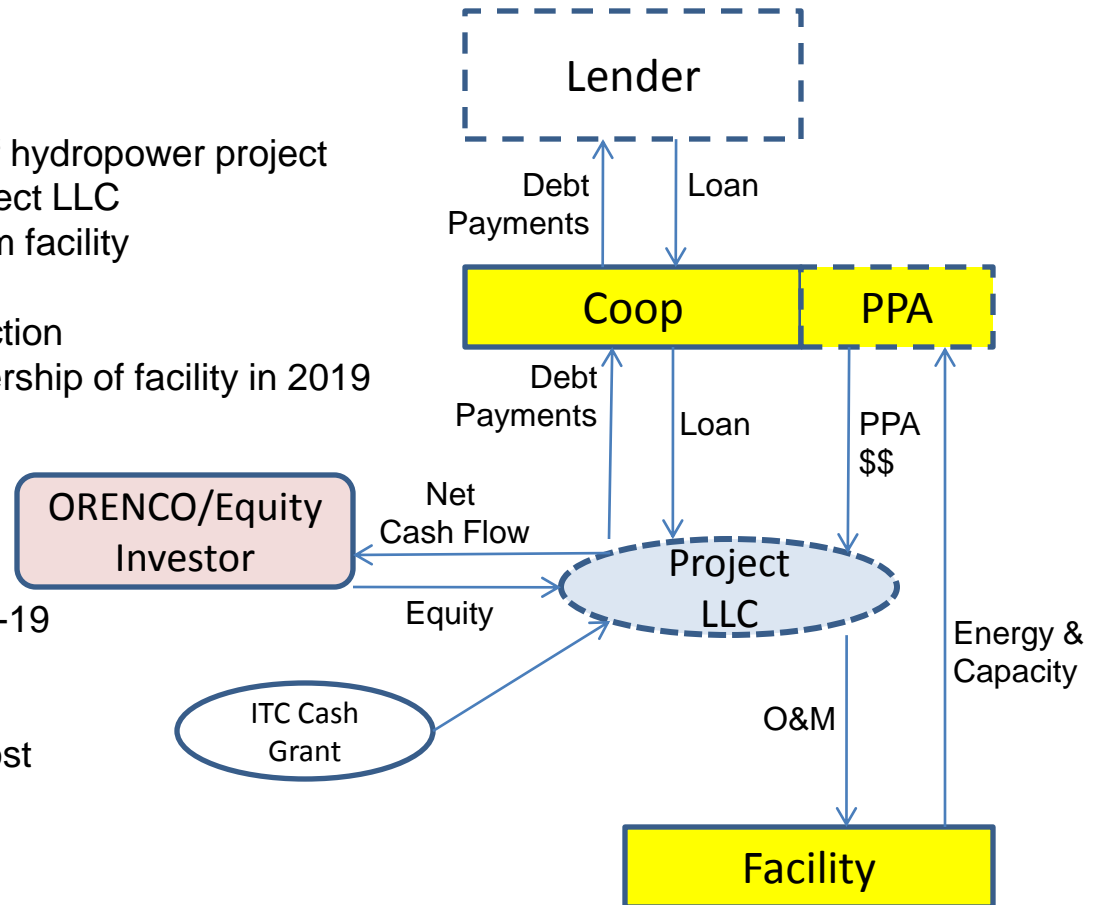 Lender
hydropower project
ect LLC
facility
ction
ership of facility in 2019
-19
ost
Debt
Payments
Loan
Coop
PPA
Debt
Payments
Loan
PPA
$$
ORENCO/Equity
Investor
Net
Cash Flow
Equity
Project
LLC
ITC Cash
Grant
O&M
Energy &
Capacity
Facility